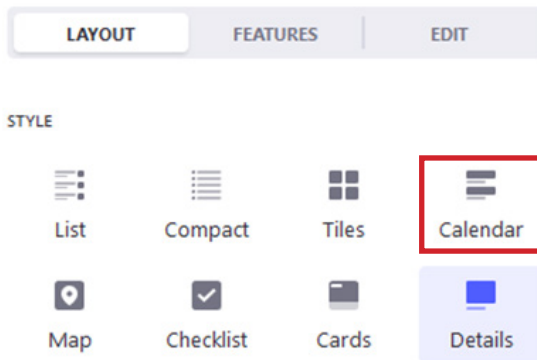 LAYOUT FEATURES EDIT
STYLE
List Compact Tiles Calendar
Map Checklist Cards Details